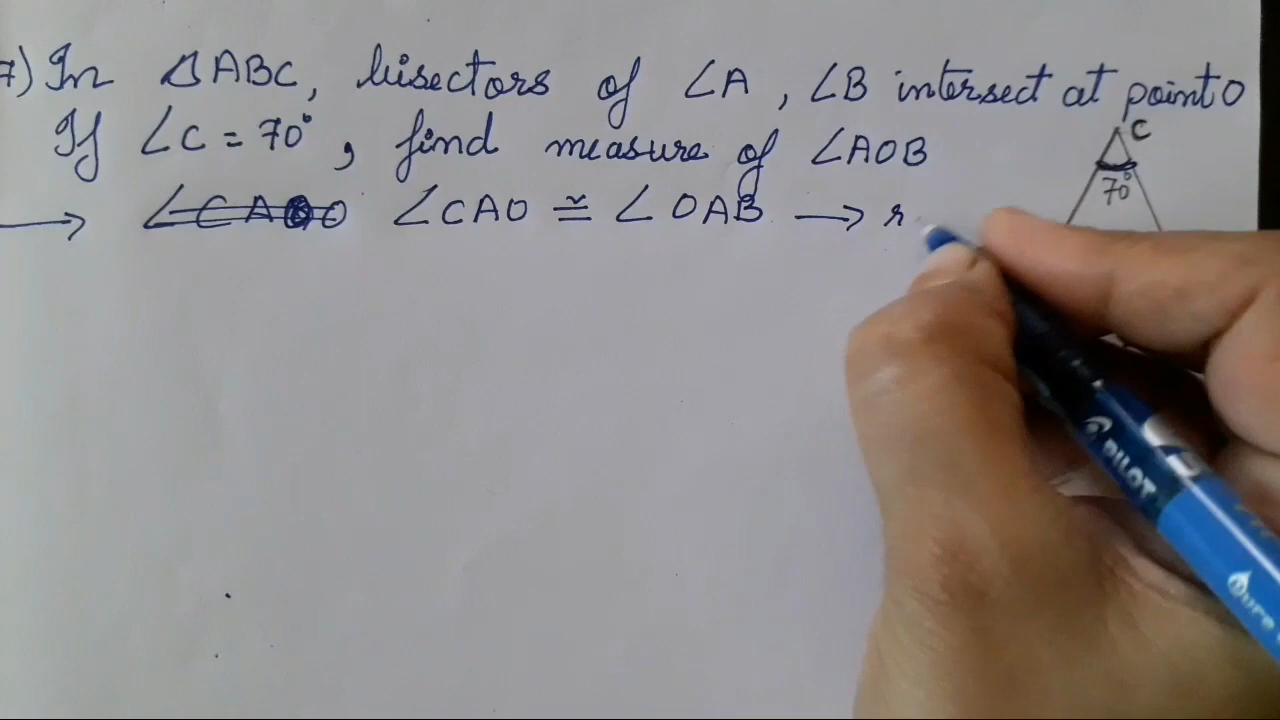 7) In △ABC, bisectors of ∠A, ∠B intersect at point O
If ∠C = 70°, find measure of ∠AOB
C
70°
→ ∠CAO ∠CAO ≅ ∠OAB → x
PILOT
Pure